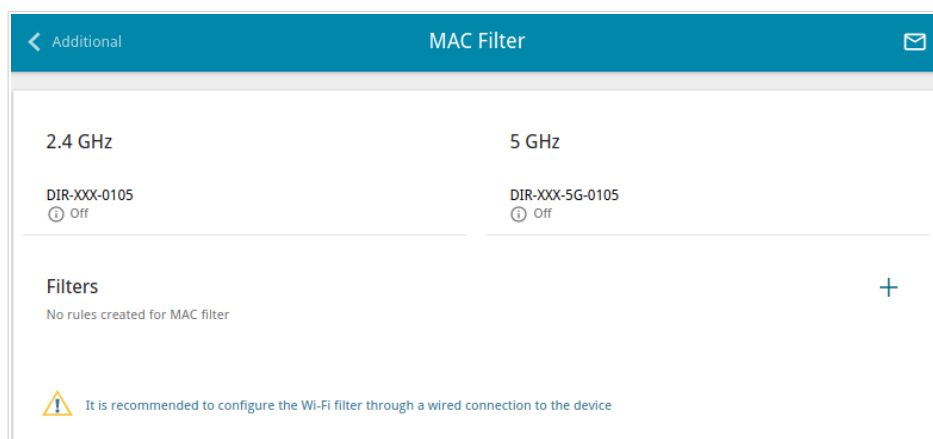 Additional
MAC Filter
2.4 GHz
5 GHz
DIR-XXX-0105
Off
DIR-XXX-5G-0105
Off
Filters
No rules created for MAC filter
It is recommended to configure the Wi-Fi filter through a wired connection to the device